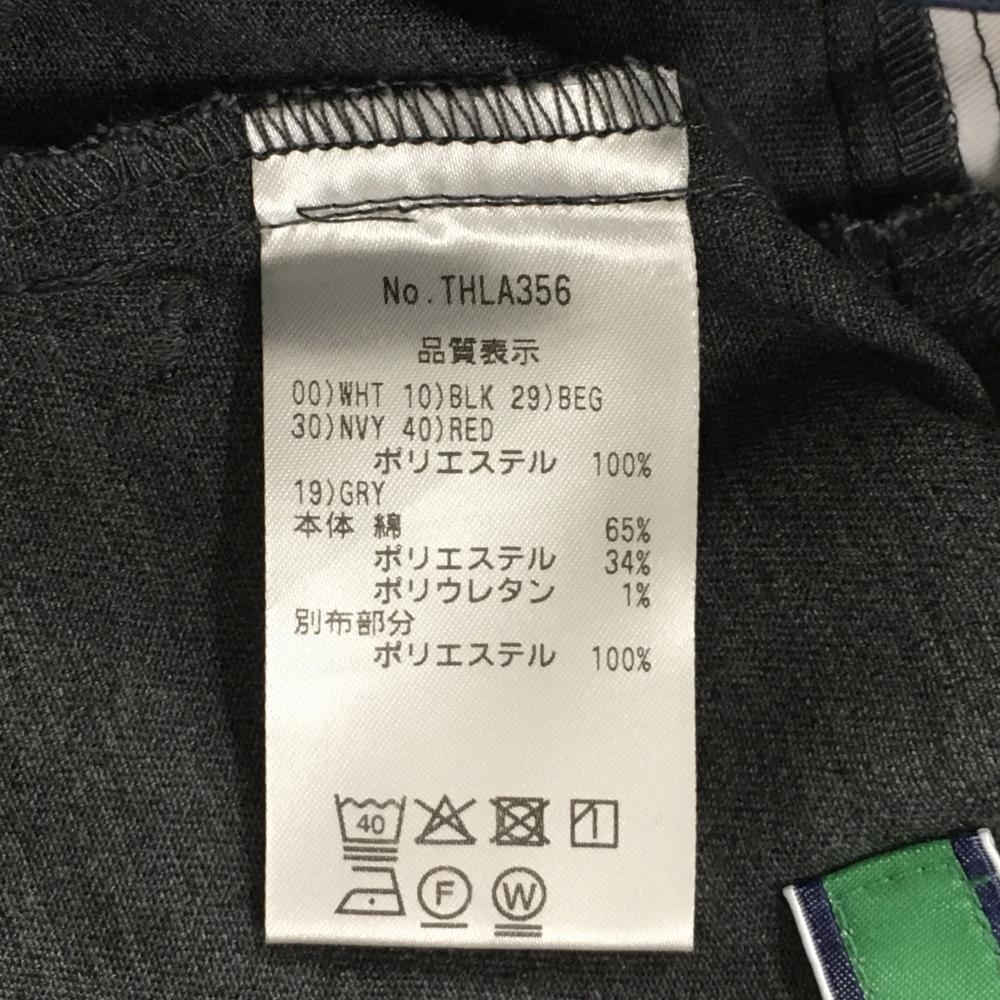 No.THLA356
品質表示
00)WHT 10)BLK 29)BEG
30)NVY 40)RED
ポリエステル 100%
19)GRY
本体 綿 65%
ポリエステル 34%
ポリウレタン 1%
別布部分
ポリエステル 100%
40
F W